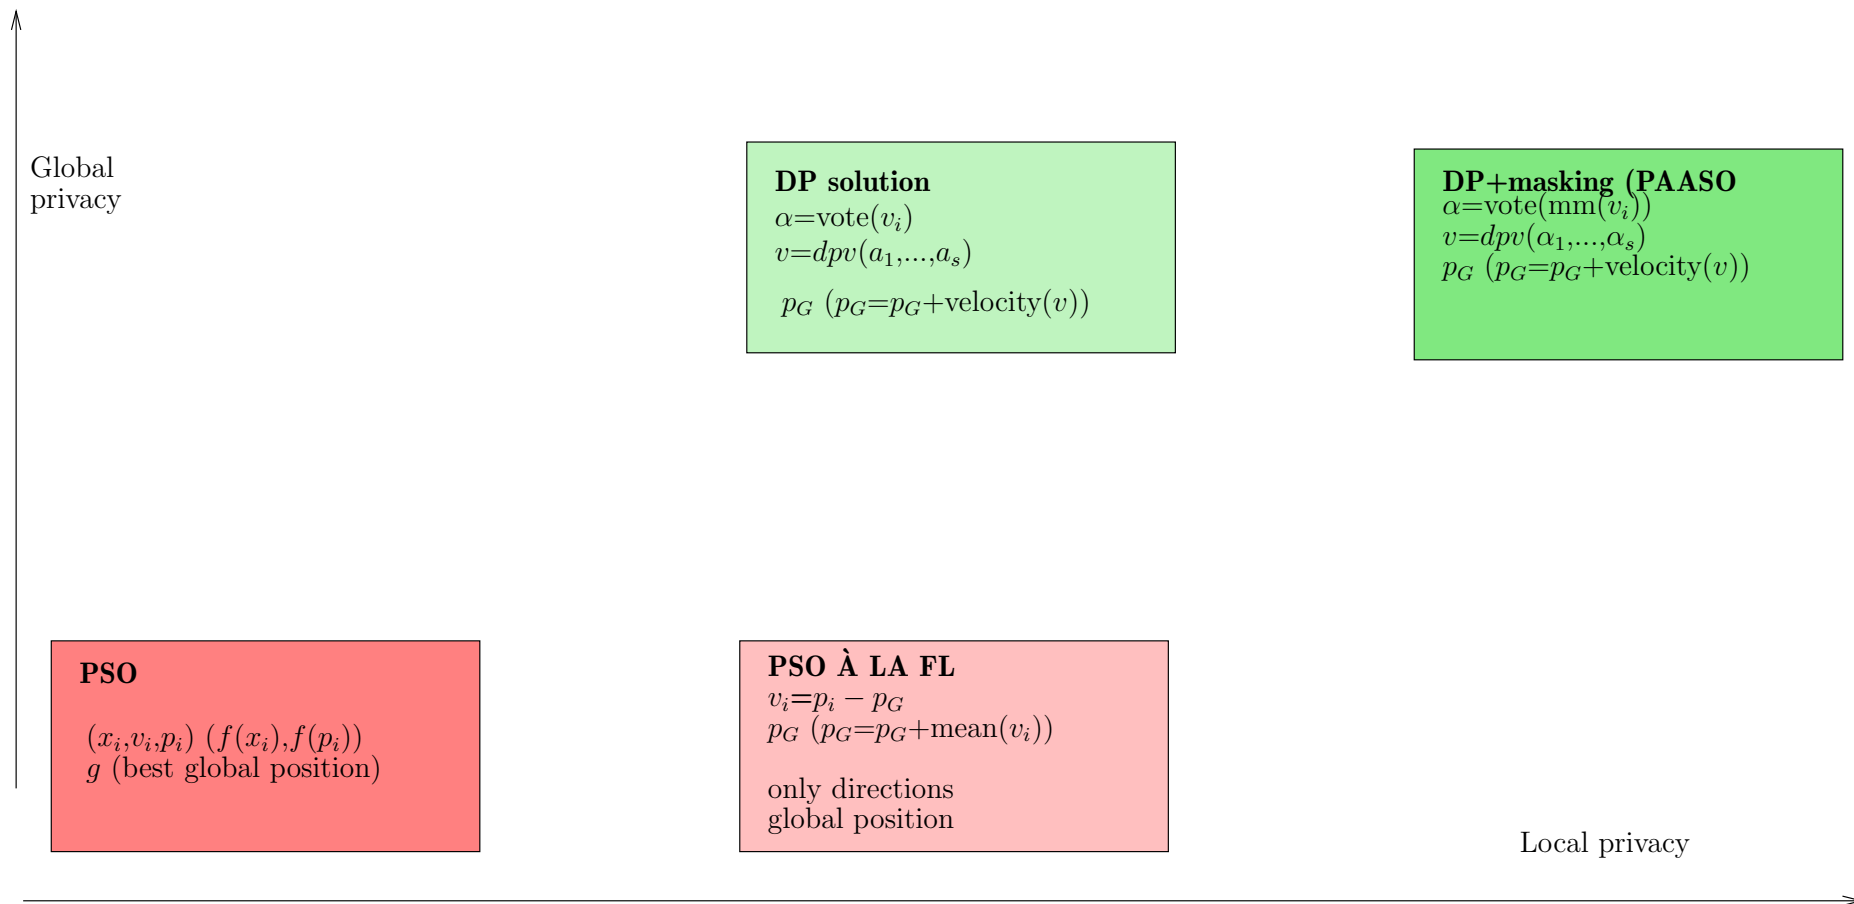 Global
privacy
DP solution
α=vote(v_i)
v=dpv(a_1,...,a_s)
p_G (p_G=p_G+velocity(v))
DP+masking (PAASO
α=vote(mm(v_i))
v=dpv(α_1,...,α_s)
p_G (p_G=p_G+velocity(v))
PSO
(x_i,v_i,p_i) (f(x_i),f(p_i))
g (best global position)
PSO À LA FL
v_i=p_i − p_G
p_G (p_G=p_G+mean(v_i))
only directions
global position
Local privacy